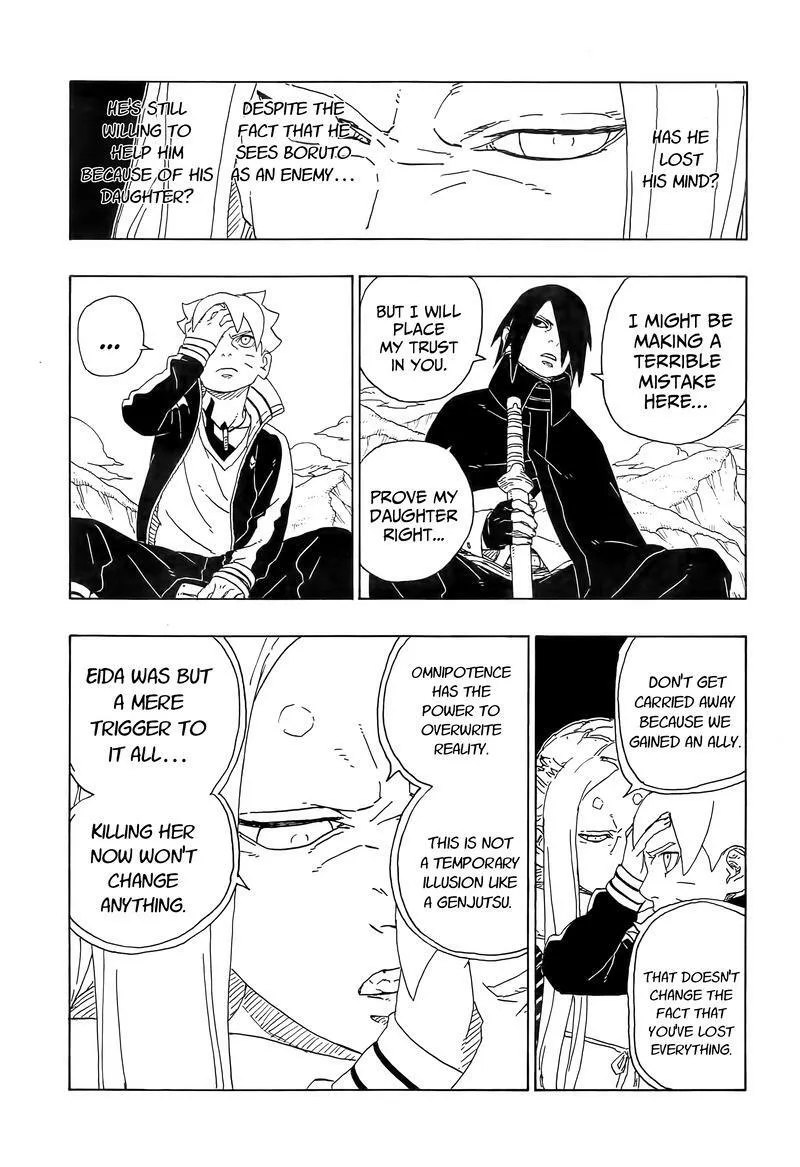 HAS HE
LOST
HIS MIND?
DESPITE THE
FACT THAT HE
SEES BORUTO
AS AN ENEMY...
HE'S STILL
WILLING TO
HELP HIM
BECAUSE OF HIS
DAUGHTER?
I MIGHT BE
MAKING A
TERRIBLE
MISTAKE
HERE...
BUT I WILL
PLACE
MY TRUST
IN YOU.
PROVE MY
DAUGHTER
RIGHT...
...
DON'T GET
CARRIED AWAY
BECAUSE WE
GAINED AN ALLY.
THAT DOESN'T
CHANGE THE
FACT THAT
YOU'VE LOST
EVERYTHING.
OMNIPOTENCE
HAS THE
POWER TO
OVERWRITE
REALITY.
THIS IS NOT
A TEMPORARY
ILLUSION LIKE
A GENJUTSU.
EIDA WAS BUT
A MERE
TRIGGER TO
IT ALL...
KILLING HER
NOW WON'T
CHANGE
ANYTHING.